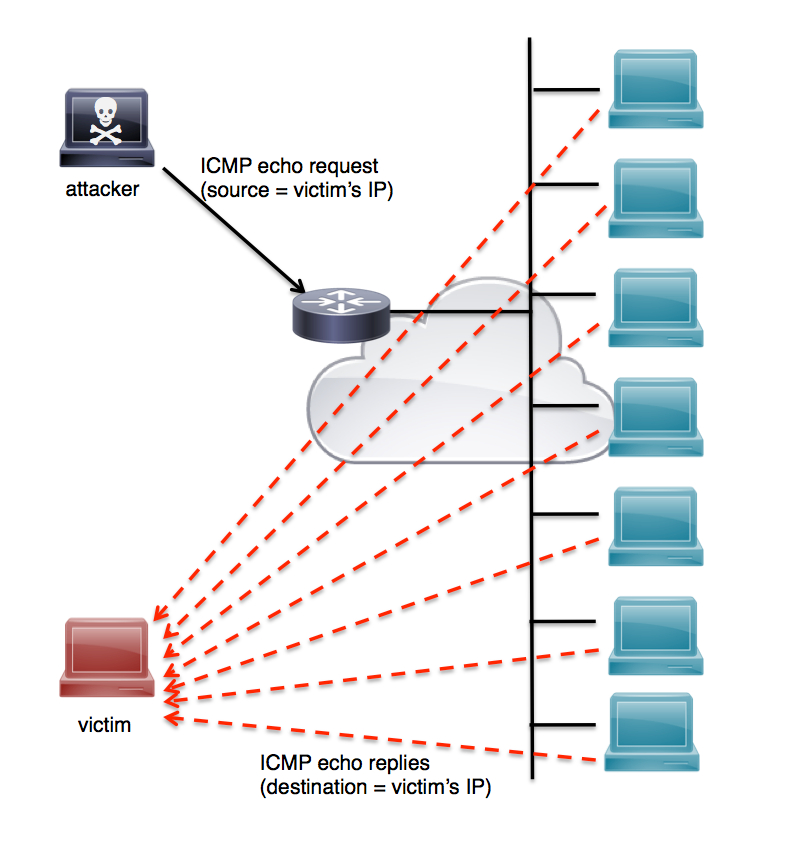 attacker
ICMP echo request
(source = victim's IP)
victim
ICMP echo replies
(destination = victim's IP)